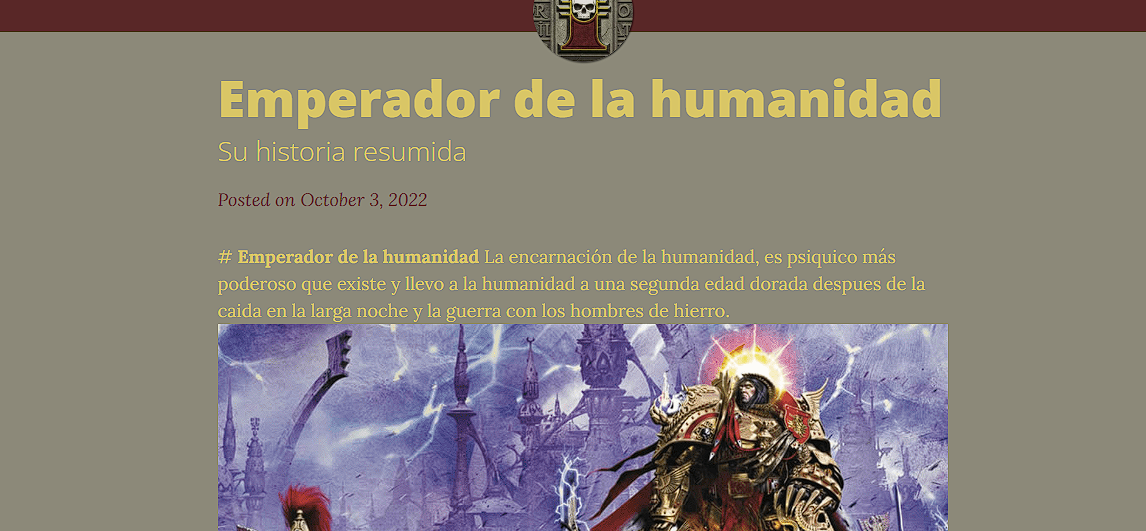 Emperador de la humanidad
Su historia resumida
Posted on October 3, 2022
# Emperador de la humanidad La encarnación de la humanidad, es psiquico más
poderoso que existe y llevo a la humanidad a una segunda edad dorada despues de la
caida en la larga noche y la guerra con los hombres de hierro.